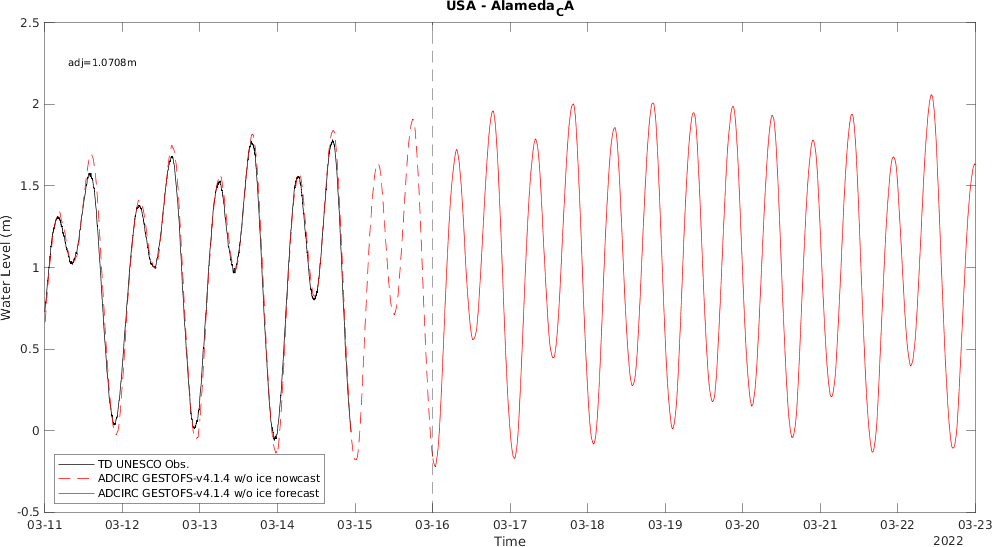 USA - Alameda_CA
2.5
adj=1.0708m
2
1.5
Water Level (m)
1
0.5
0
TD UNESCO Obs.
ADCIRC GESTOFS-v4.1.4 w/o ice nowcast
ADCIRC GESTOFS-v4.1.4 w/o ice forecast
-0.5
03-11 03-12 03-13 03-14 03-15 03-16 03-17 03-18 03-19 03-20 03-21 03-22 03-23
Time
2022